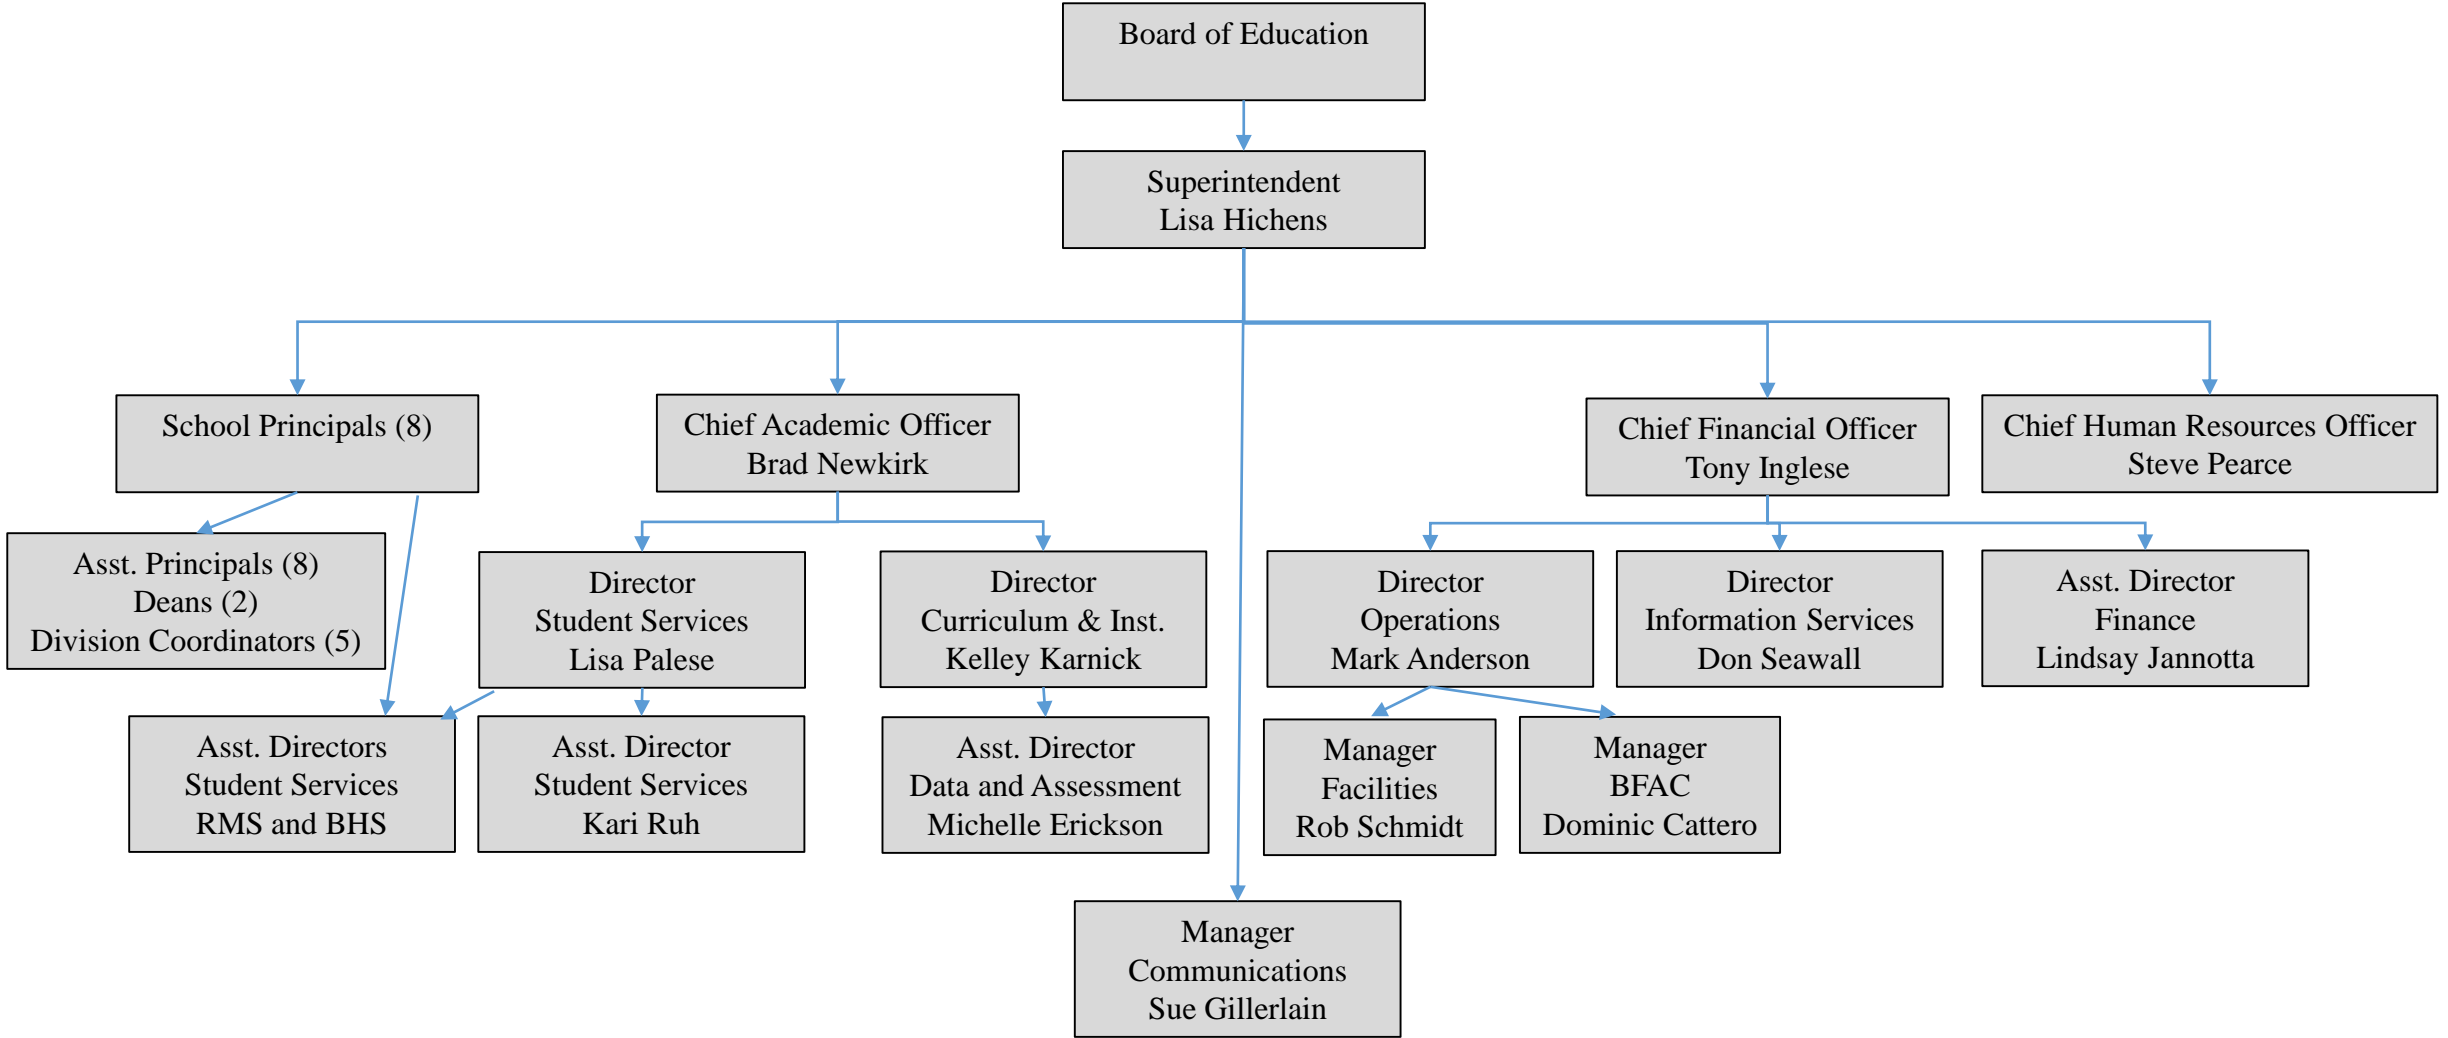 Board of Education
Superintendent
Lisa Hichens
School Principals (8)
Chief Academic Officer
Brad Newkirk
Chief Financial Officer
Tony Inglese
Chief Human Resources Officer
Steve Pearce
Asst. Principals (8)
Deans (2)
Division Coordinators (5)
Director
Student Services
Lisa Palese
Director
Curriculum & Inst.
Kelley Karnick
Director
Operations
Mark Anderson
Director
Information Services
Don Seawall
Asst. Director
Finance
Lindsay Jannotta
Asst. Directors
Student Services
RMS and BHS
Asst. Director
Student Services
Kari Ruh
Asst. Director
Data and Assessment
Michelle Erickson
Manager
Facilities
Rob Schmidt
Manager
BFAC
Dominic Cattero
Manager
Communications
Sue Gillerlain